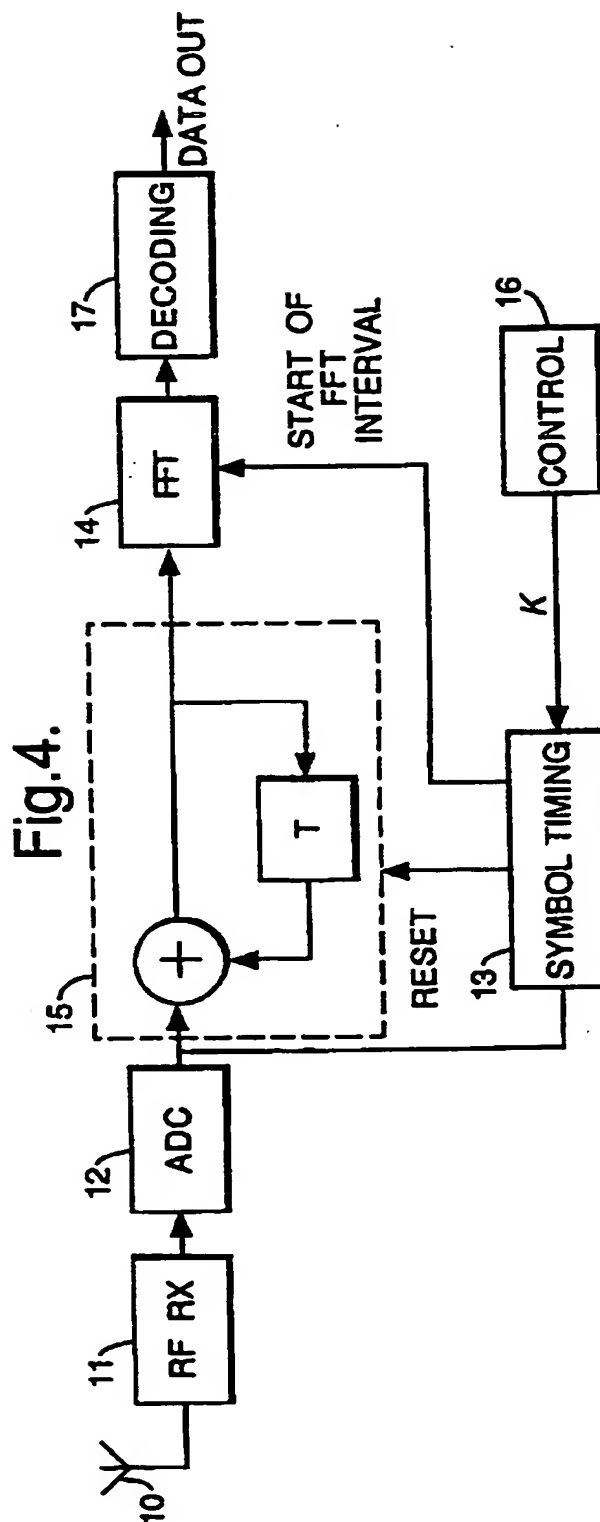 Fig.4.
10
11
RF RX
12
ADC
15
+
T
14
FFT
17
DECODING
DATA OUT
RESET
START OF
FFT
INTERVAL
13
SYMBOL TIMING
K
16
CONTROL